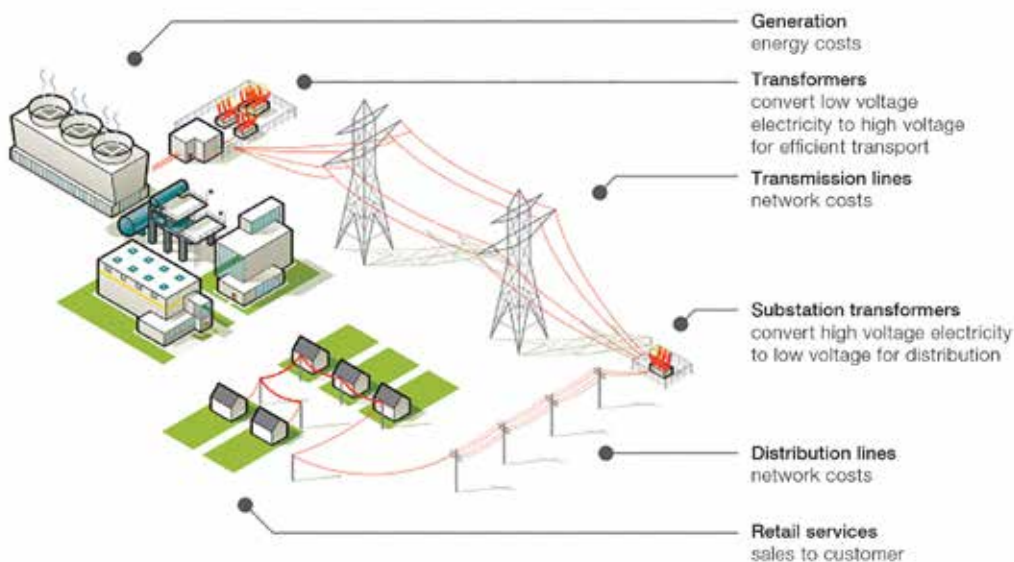 Generation
energy costs
Transformers
convert low voltage
electricity to high voltage
for efficient transport
Transmission lines
network costs
Substation transformers
convert high voltage electricity
to low voltage for distribution
Distribution lines
network costs
Retail services
sales to customer